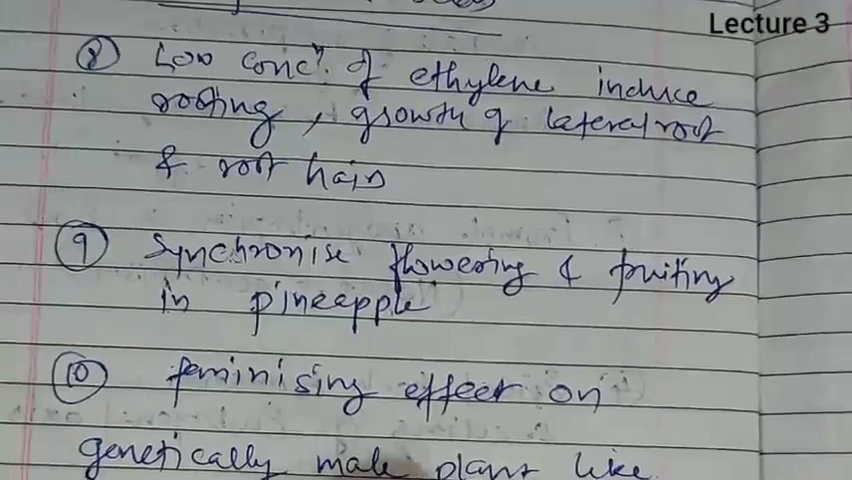 Lecture 3
⑧ Low concⁿ. of ethylene induce
rooting, growth of lateral root
& root hairs
⑨ Synchronise flowering & fruiting
in pineapple
⑩ feminising effect on
genetically male plant like